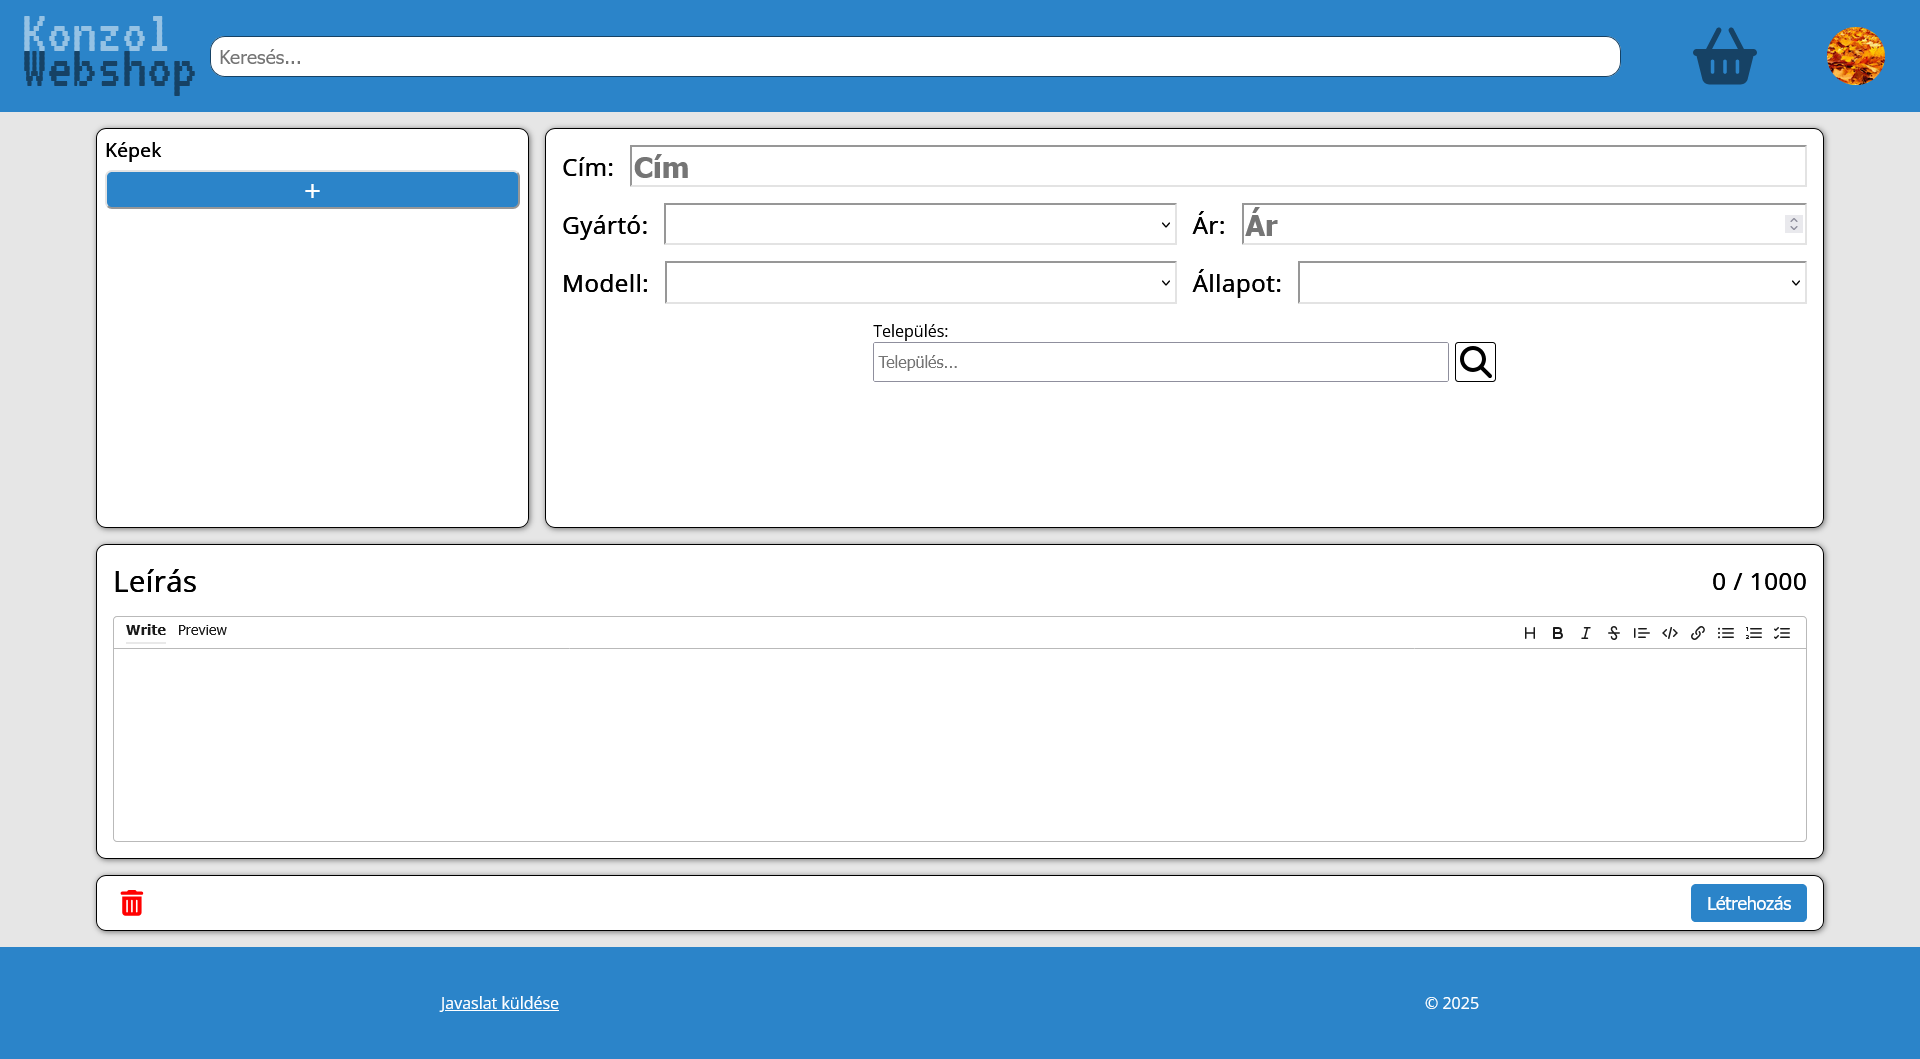 Konzol
Webshop
Keresés...
Képek
+
Cím: Cím
Gyártó: Ár: Ár
Modell: Állapot:
Település:
Település...
Leírás 0 / 1000
Write Preview
Létrehozás
Javaslat küldése © 2025